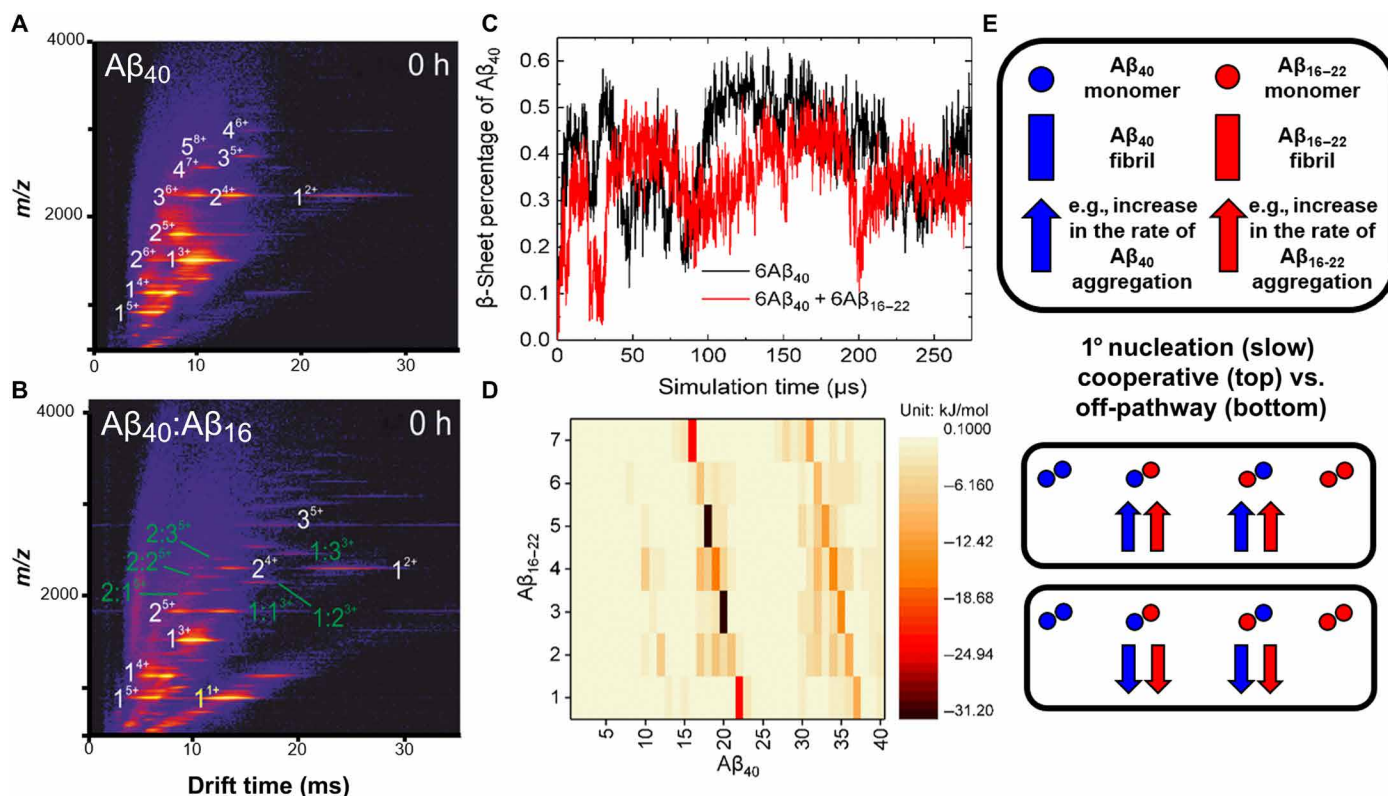 A
Aβ₄₀
0 h
4000
2000
0
10
20
30
m/z
4⁶⁺
5⁸⁺
3⁵⁺
4⁷⁺
3⁶⁺
2⁴⁺
1²⁺
2⁵⁺
2⁶⁺
1³⁺
1⁴⁺
1⁵⁺
B
Aβ₄₀:Aβ₁₆
0 h
4000
2000
0
10
20
30
m/z
Drift time (ms)
3⁵⁺
2:3⁵⁺
1:3³⁺
2:2⁵⁺
2⁴⁺
1²⁺
2:1⁵⁺
2⁵⁺
1:1³⁺
1:2³⁺
1³⁺
1⁴⁺
1⁵⁺
1¹⁺
C
β-Sheet percentage of Aβ₄₀
0.6
0.5
0.4
0.3
0.2
0.1
0.0
6Aβ₄₀
6Aβ₄₀ + 6Aβ₁₆₋₂₂
0
50
100
150
200
250
Simulation time (μs)
D
Unit: kJ/mol
0.1000
−6.160
−12.42
−18.68
−24.94
−31.20
Aβ₁₆₋₂₂
7
6
5
4
3
2
1
5
10
15
20
25
30
35
40
Aβ₄₀
E
Aβ₄₀
monomer
Aβ₁₆₋₂₂
monomer
Aβ₄₀
fibril
Aβ₁₆₋₂₂
fibril
e.g., increase
in the rate of
Aβ₄₀
aggregation
e.g., increase
in the rate of
Aβ₁₆₋₂₂
aggregation
1° nucleation (slow)
cooperative (top) vs.
off-pathway (bottom)